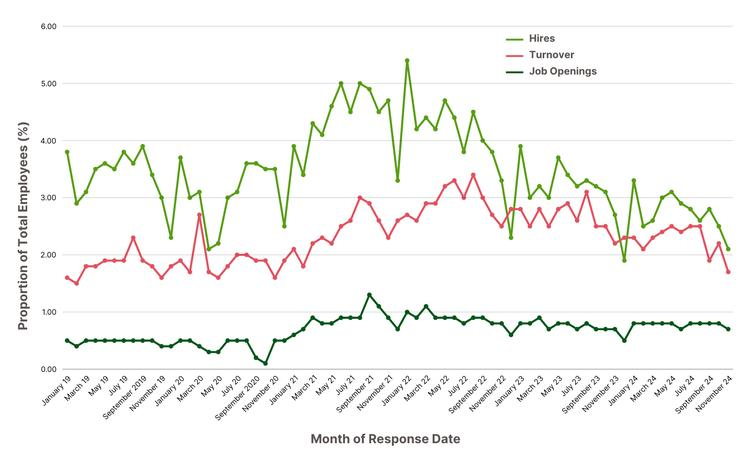 6.00
5.00
4.00
3.00
2.00
1.00
0.00
Proportion of Total Employees (%)
Hires
Turnover
Job Openings
January 19
March 19
May 19
July 19
September 2019
November 19
January 20
March 20
May 20
July 20
September 2020
November 20
January 21
March 21
May 21
July 21
September 21
November 21
January 22
March 22
May 22
July 22
September 22
November 22
January 23
March 23
May 23
July 23
September 23
November 23
January 24
March 24
May 24
July 24
September 24
November 24
Month of Response Date